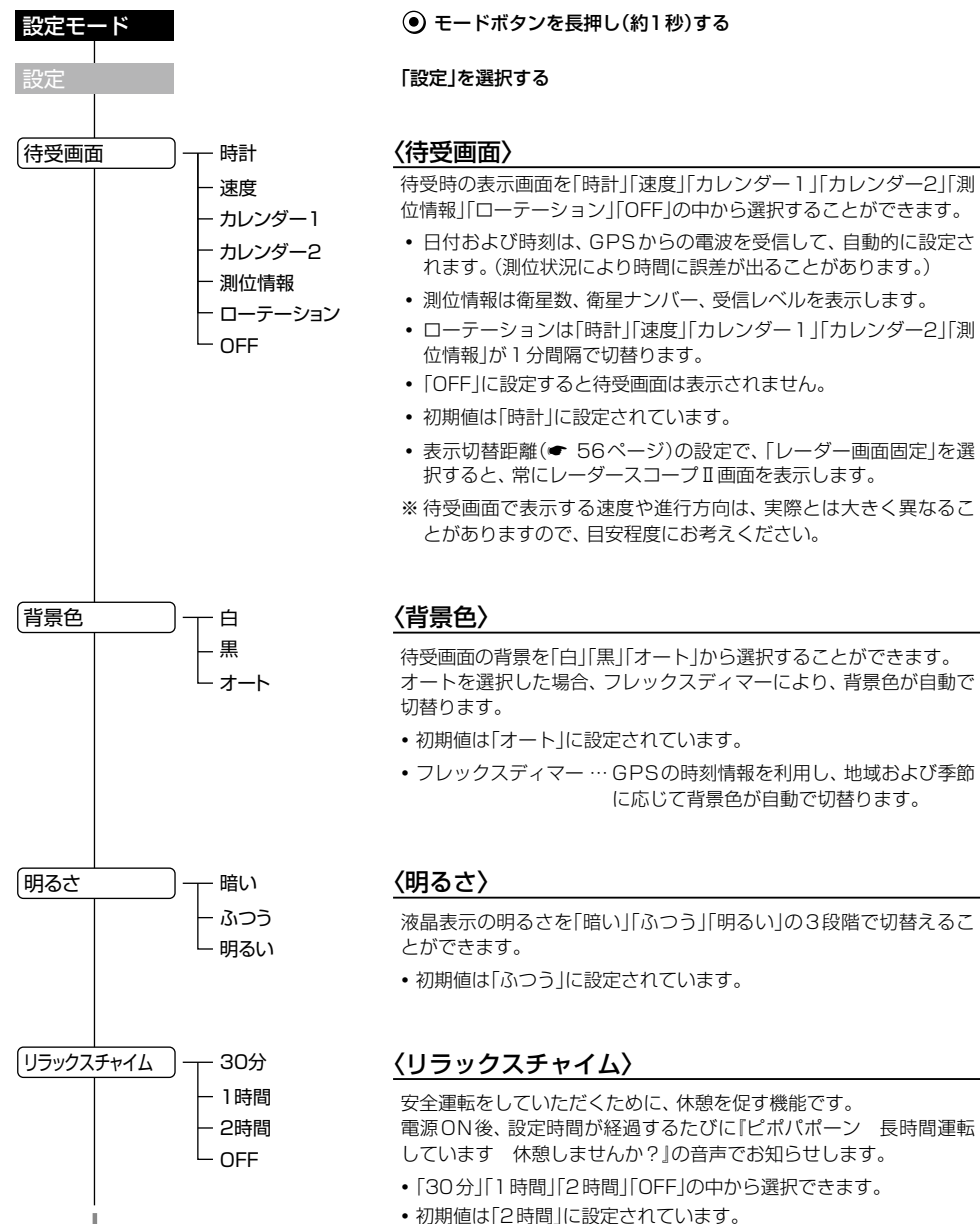 設定モード
モードボタンを長押し(約1秒)する
設定
「設定」を選択する
待受画面
時計
速度
カレンダー1
カレンダー2
測位情報
ローテーション
OFF
〈待受画面〉
待受時の表示画面を「時計」「速度」「カレンダー1」「カレンダー2」「測
位情報」「ローテーション」「OFF」の中から選択することができます。
• 日付および時刻は、GPSからの電波を受信して、自動的に設定さ
れます。(測位状況により時間に誤差が出ることがあります。)
• 測位情報は衛星数、衛星ナンバー、受信レベルを表示します。
• ローテーションは「時計」「速度」「カレンダー1」「カレンダー2」「測
位情報」が1分間隔で切替ります。
• 「OFF」に設定すると待受画面は表示されません。
• 初期値は「時計」に設定されています。
• 表示切替距離(☛ 56ページ)の設定で、「レーダー画面固定」を選
択すると、常にレーダースコープⅡ画面を表示します。
※ 待受画面で表示する速度や進行方向は、実際とは大きく異なるこ
とがありますので、目安程度にお考えください。
背景色
白
黒
オート
〈背景色〉
待受画面の背景を「白」「黒」「オート」から選択することができます。
オートを選択した場合、フレックスディマーにより、背景色が自動で
切替ります。
• 初期値は「オート」に設定されています。
• フレックスディマー … GPSの時刻情報を利用し、地域および季節
に応じて背景色が自動で切替ります。
明るさ
暗い
ふつう
明るい
〈明るさ〉
液晶表示の明るさを「暗い」「ふつう」「明るい」の3段階で切替えるこ
とができます。
• 初期値は「ふつう」に設定されています。
リラックスチャイム
30分
1時間
2時間
OFF
〈リラックスチャイム〉
安全運転をしていただくために、休憩を促す機能です。
電源ON後、設定時間が経過するたびに『ピポパポーン 長時間運転
しています 休憩しませんか?』の音声でお知らせします。
• 「30分」「1時間」「2時間」「OFF」の中から選択できます。
• 初期値は「2時間」に設定されています。